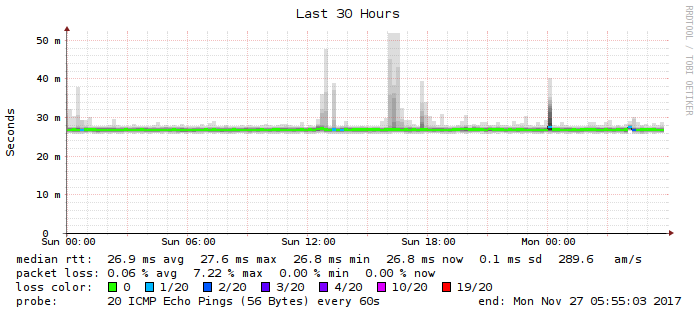 Last 30 Hours
RRDTOOL / TOBI OETIKER
Seconds
50 m
40 m
30 m
20 m
10 m
0
Sun 00:00 Sun 06:00 Sun 12:00 Sun 18:00 Mon 00:00
median rtt: 26.9 ms avg 27.6 ms max 26.8 ms min 26.8 ms now 0.1 ms sd 289.6 am/s
packet loss: 0.06 % avg 7.22 % max 0.00 % min 0.00 % now
loss color: 0 1/20 2/20 3/20 4/20 10/20 19/20
probe: 20 ICMP Echo Pings (56 Bytes) every 60s end: Mon Nov 27 05:55:03 2017